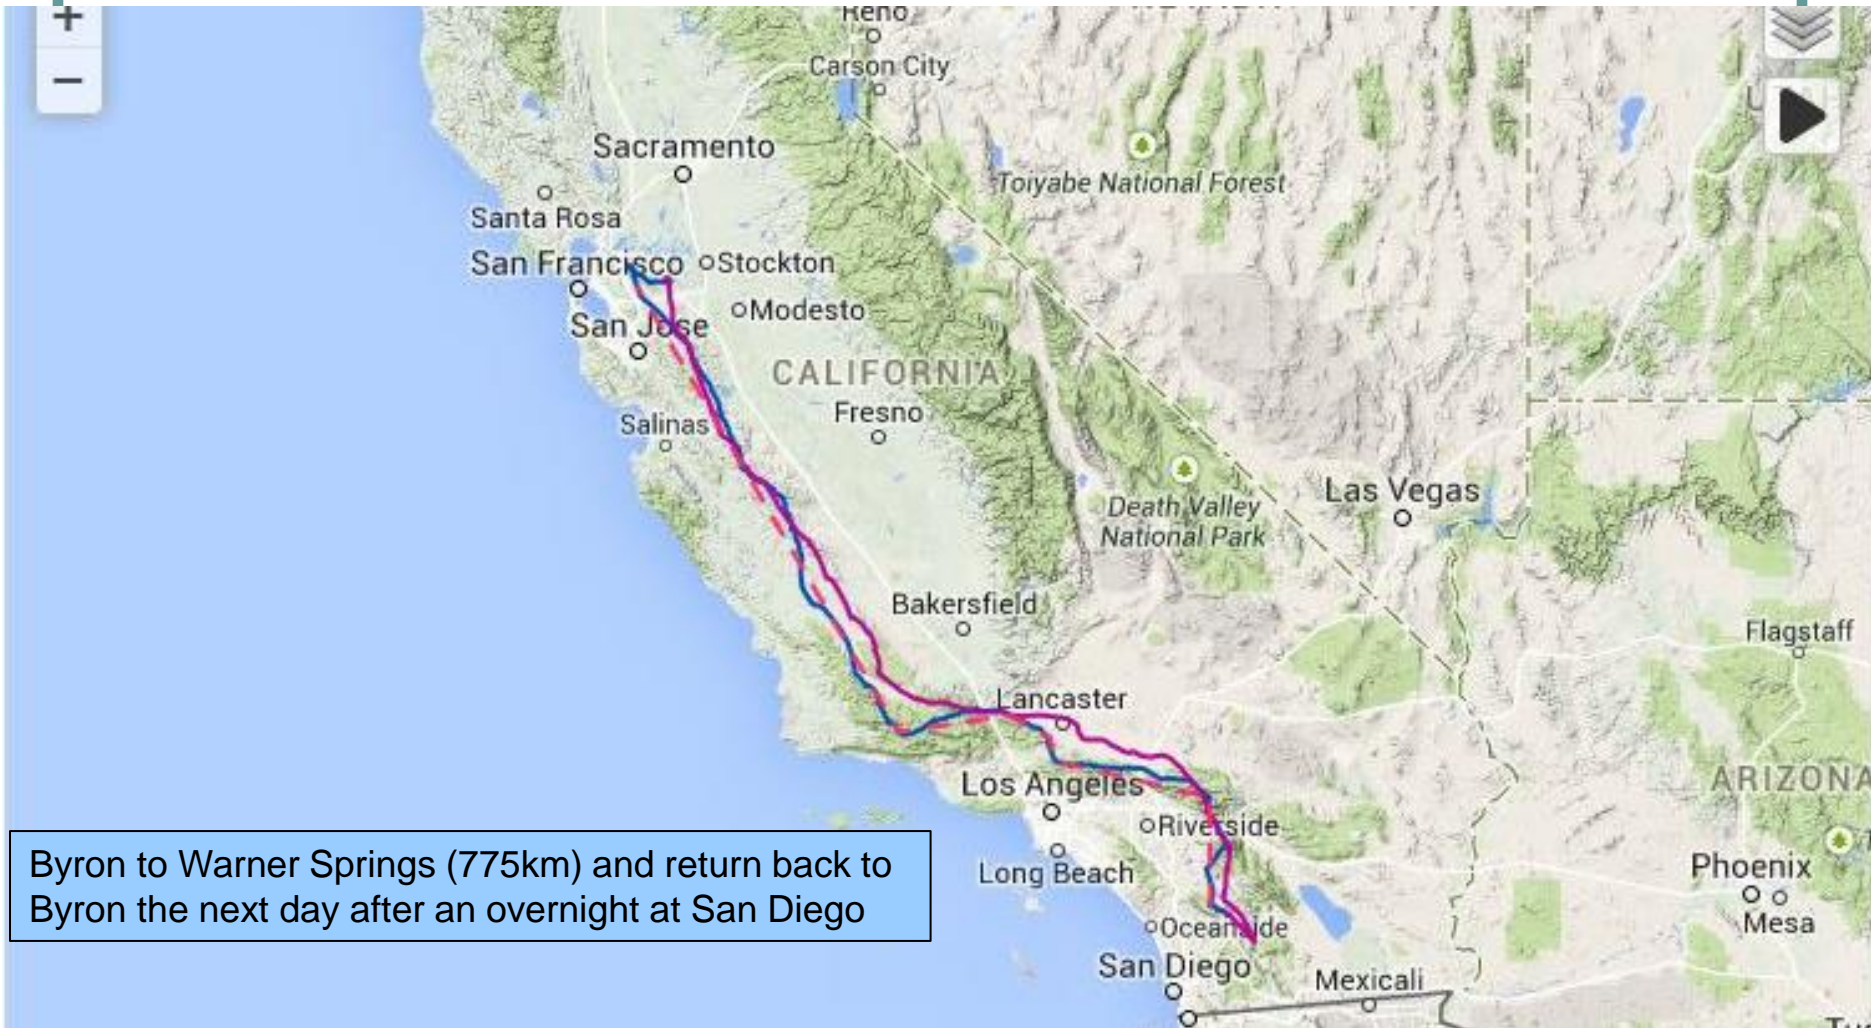 +
−
Reno
Carson City
Sacramento
Toiyabe National Forest
Santa Rosa
San Francisco
Stockton
Modesto
San Jose
CALIFORNIA
Fresno
Salinas
Las Vegas
Death Valley
National Park
Bakersfield
Flagstaff
Lancaster
ARIZONA
Los Angeles
Riverside
Long Beach
Phoenix
Mesa
Oceanside
San Diego
Mexicali
Byron to Warner Springs (775km) and return back to
Byron the next day after an overnight at San Diego